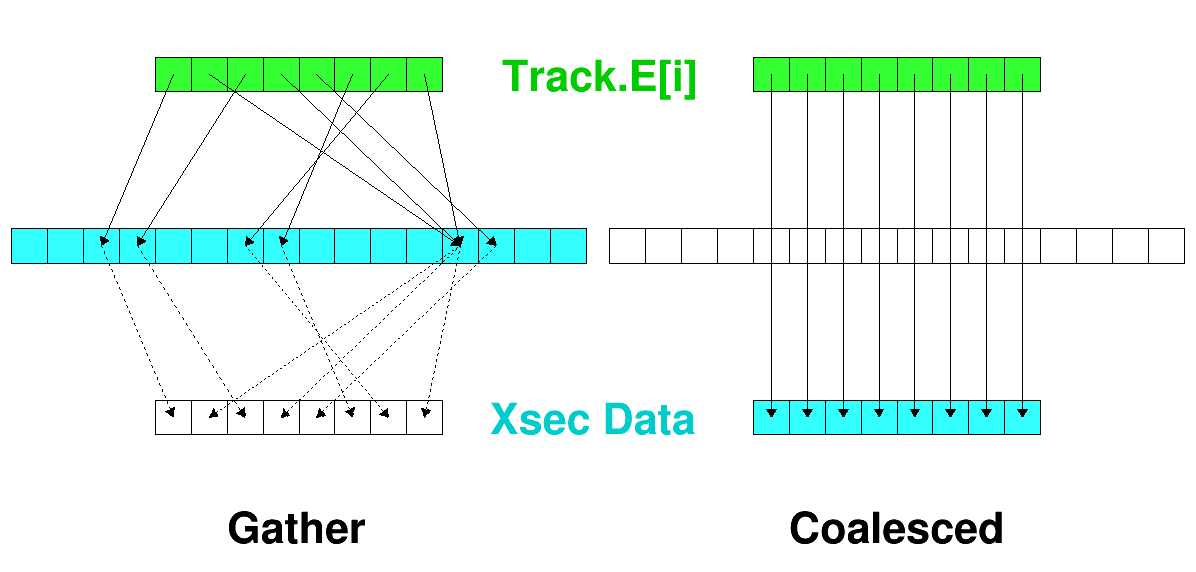 Track.E[i]
Xsec Data
Gather
Coalesced